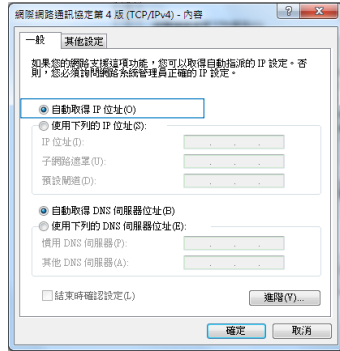 網際網路通訊協定第 4 版 (TCP/IPv4) - 內容
一般
其他設定
如果您的網路支援這項功能，您可以取得自動指派的 IP 設定。否
則，您必須詢問網路系統管理員正確的 IP 設定。
自動取得 IP 位址(O)
使用下列的 IP 位址(S):
IP 位址(I):
子網路遮罩(U):
預設閘道(D):
自動取得 DNS 伺服器位址(B)
使用下列的 DNS 伺服器位址(E):
慣用 DNS 伺服器(P):
其他 DNS 伺服器(A):
結束時確認設定(L)
進階(V)...
確定
取消